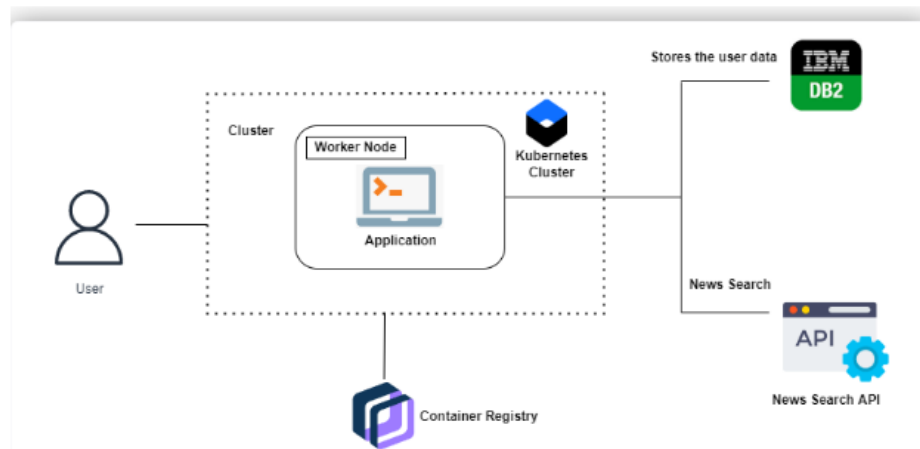 Stores the user data
IBM
DB2
Cluster
Worker Node
Kubernetes
Cluster
Application
User
News Search
API
News Search API
Container Registry